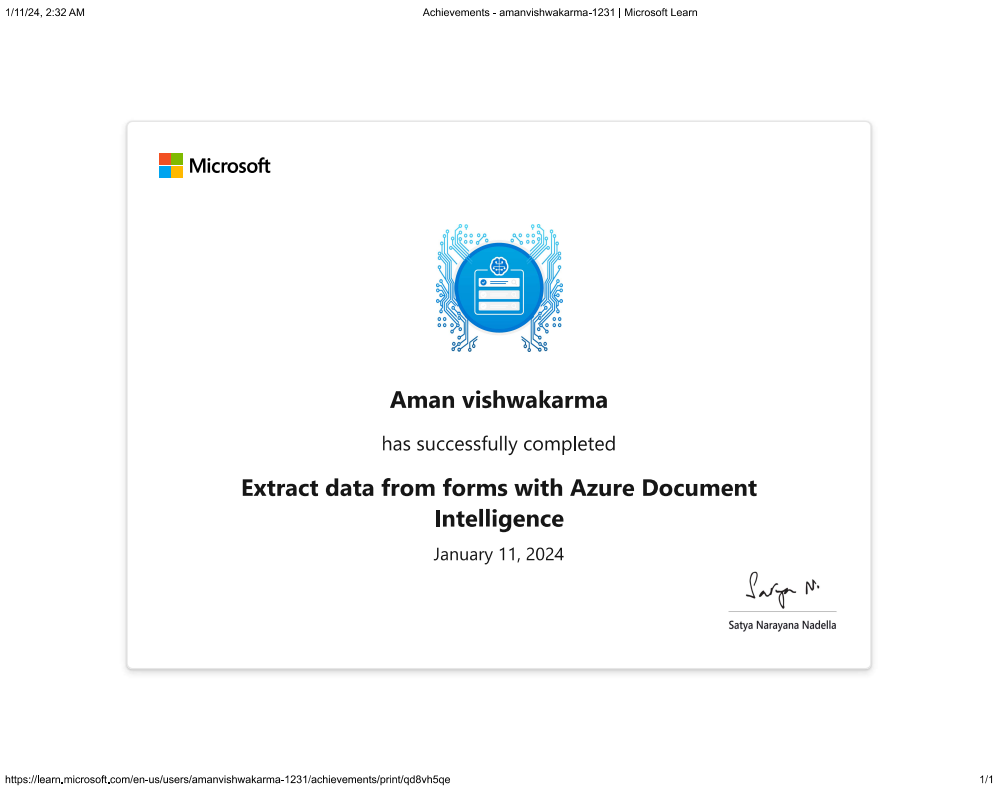 1/11/24, 2:32 AM Achievements - amanvishwakarma-1231 | Microsoft Learn
Microsoft
Aman vishwakarma
has successfully completed
Extract data from forms with Azure Document
Intelligence
January 11, 2024
Satya N.
Satya Narayana Nadella
https://learn.microsoft.com/en-us/users/amanvishwakarma-1231/achievements/print/qd8vh5qe 1/1